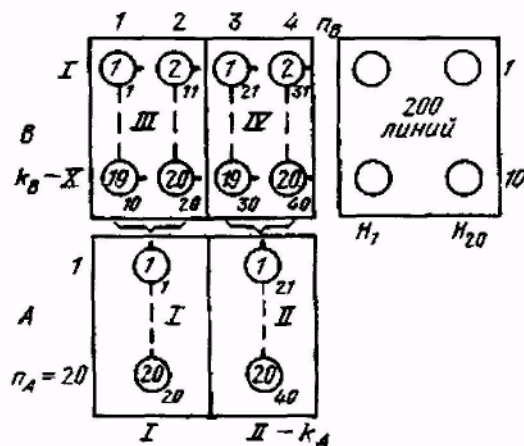 1 2 3 4 n_B
I 1 2 1 2 1
1 11 21 31
200
линий
B III IV
k_B-X 19 20 19 20 10
10 20 30 40
H_1 H_20
1 1 1
1 21
A I II
n_A=20 20 20
20 40
I II-k_A